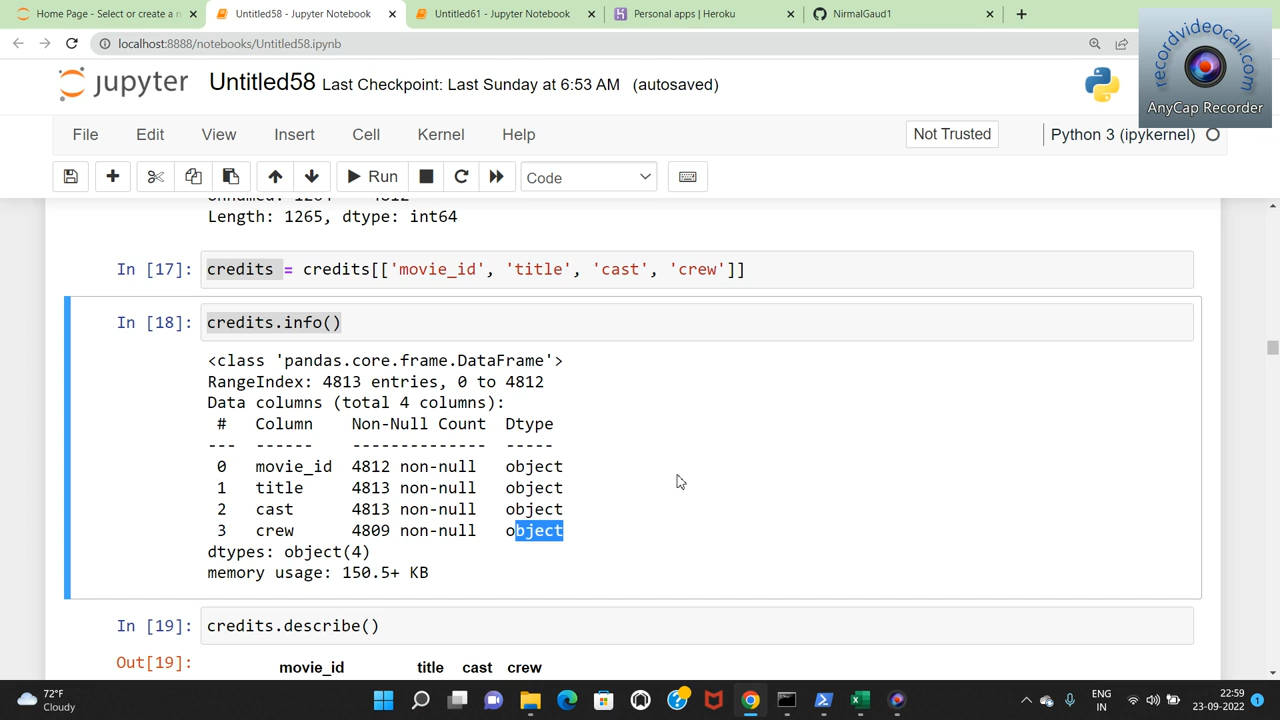 Home Page - Select or create a n
Untitled58 - Jupyter Notebook
Untitled61 - Jupyter Notebook
Personal apps | Heroku
NirmalGaud1
localhost:8888/notebooks/Untitled58.ipynb
recordvideocall.com
AnyCap Recorder
jupyter Untitled58 Last Checkpoint: Last Sunday at 6:53 AM (autosaved)
File Edit View Insert Cell Kernel Help Not Trusted Python 3 (ipykernel)
Run Code
Length: 1265, dtype: int64
In [17]: credits = credits[['movie_id', 'title', 'cast', 'crew']]
In [18]: credits.info()
<class 'pandas.core.frame.DataFrame'>
RangeIndex: 4813 entries, 0 to 4812
Data columns (total 4 columns):
# Column Non-Null Count Dtype
--- ------ -------------- -----
0 movie_id 4812 non-null object
1 title 4813 non-null object
2 cast 4813 non-null object
3 crew 4809 non-null object
dtypes: object(4)
memory usage: 150.5+ KB
In [19]: credits.describe()
Out[19]:
movie_id title cast crew
72°F
Cloudy
ENG
IN
22:59
23-09-2022
1